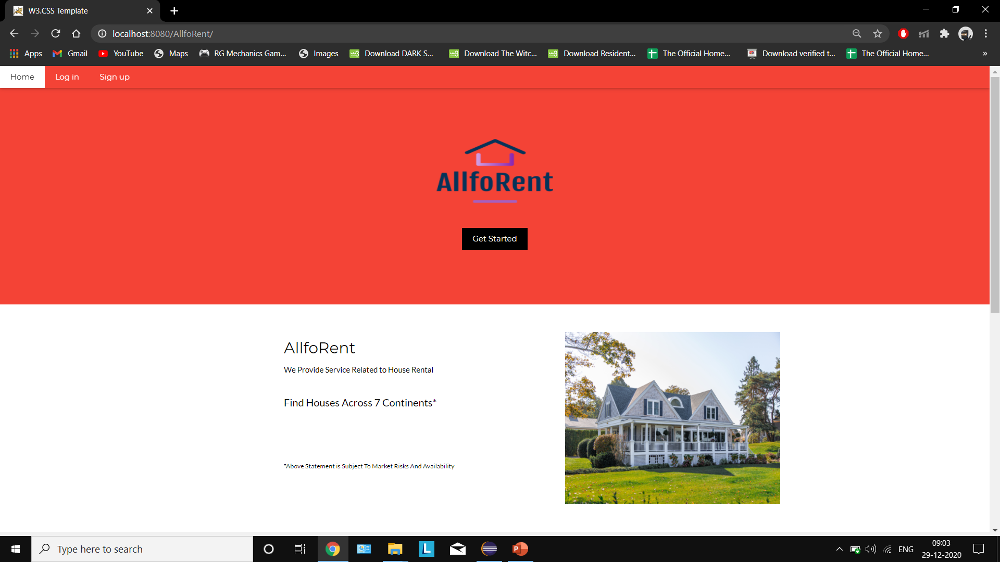 W3.CSS Template
localhost:8080/AllfoRent/
Apps Gmail YouTube Maps RG Mechanics Gam... Images Download DARK S... Download The Witc... Download Resident... The Official Home... Download verified t... The Official Home... »
Home Log in Sign up
AllfoRent
Get Started
AllfoRent
We Provide Service Related to House Rental
Find Houses Across 7 Continents*
*Above Statement is Subject To Market Risks And Availability
Type here to search
L
P
ENG
09:03
29-12-2020